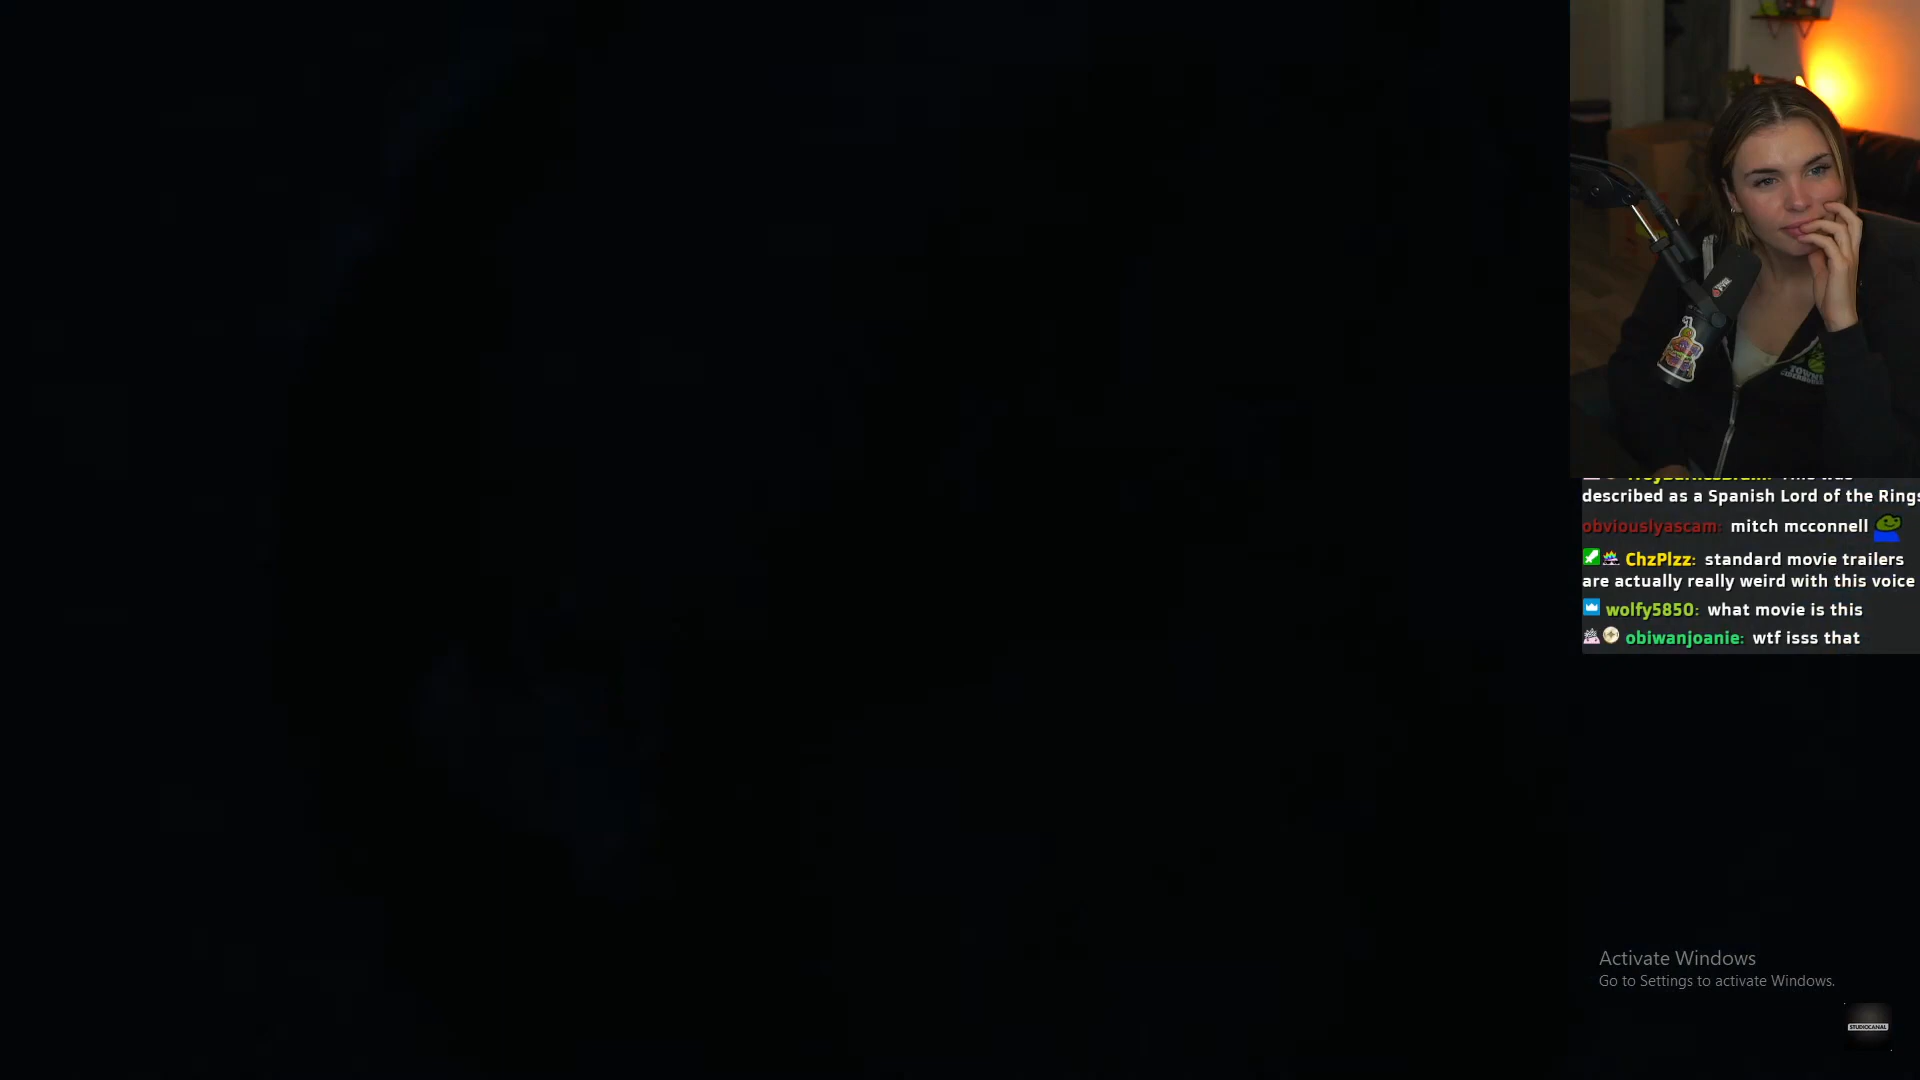 described as a Spanish Lord of the Rings
obviouslyascam: mitch mcconnell
ChzPlzz: standard movie trailers
are actually really weird with this voice
wolfy5850: what movie is this
obiwanjoanie: wtf isss that
Activate Windows
Go to Settings to activate Windows.
STUDIOCANAL